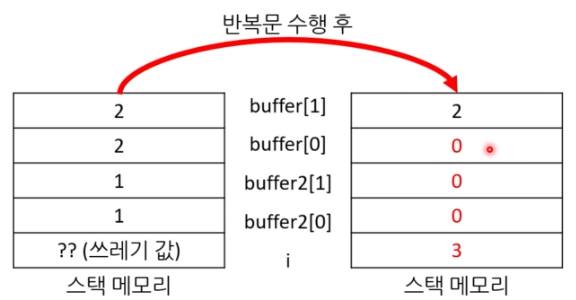 반복문 수행 후
2 buffer[1] 2
2 buffer[0] 0
1 buffer2[1] 0
1 buffer2[0] 0
?? (쓰레기 값) i 3
스택 메모리 스택 메모리